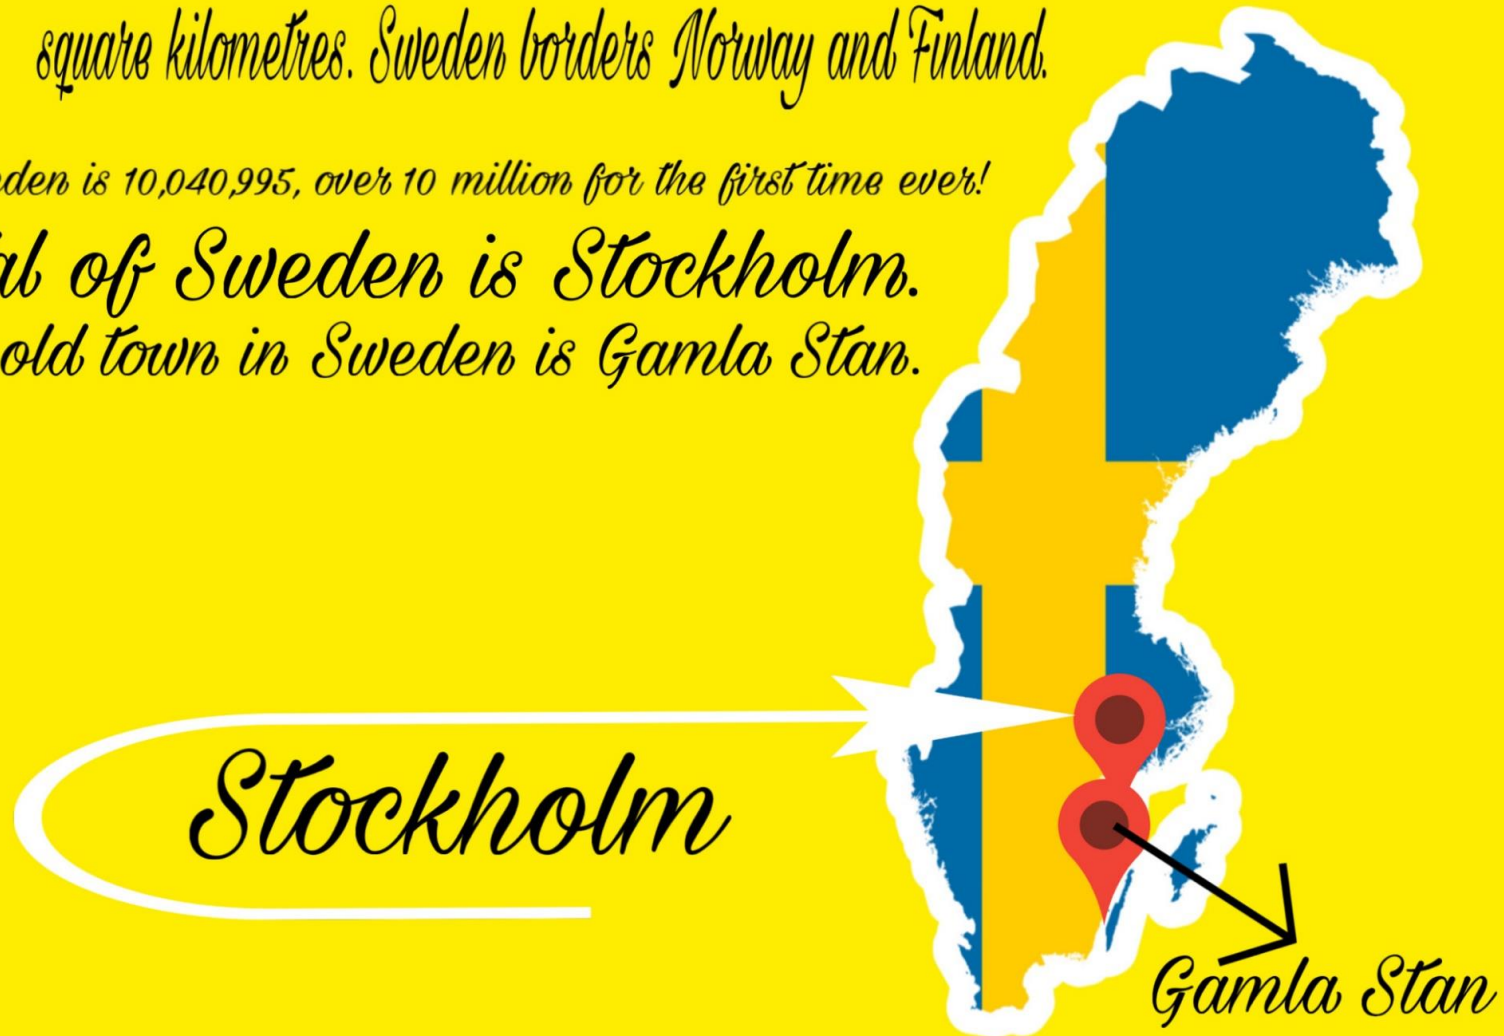 square kilometres. Sweden borders Norway and Finland.
den is 10,040,995, over 10 million for the first time ever!
al of Sweden is Stockholm.
old town in Sweden is Gamla Stan.
Stockholm
Gamla Stan